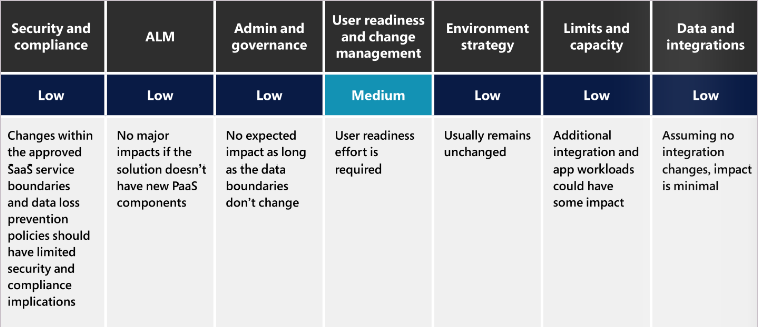 Security and
compliance
ALM
Admin and
governance
User readiness
and change
management
Environment
strategy
Limits and
capacity
Data and
integrations
Low
Low
Low
Medium
Low
Low
Low
Changes within
the approved
SaaS service
boundaries
and data loss
prevention
policies should
have limited
security and
compliance
implications
No major
impacts if the
solution doesn't
have new PaaS
components
No expected
impact as long
as the data
boundaries
don't change
User readiness
effort is
required
Usually remains
unchanged
Additional
integration and
app workloads
could have
some impact
Assuming no
integration
changes, impact
is minimal